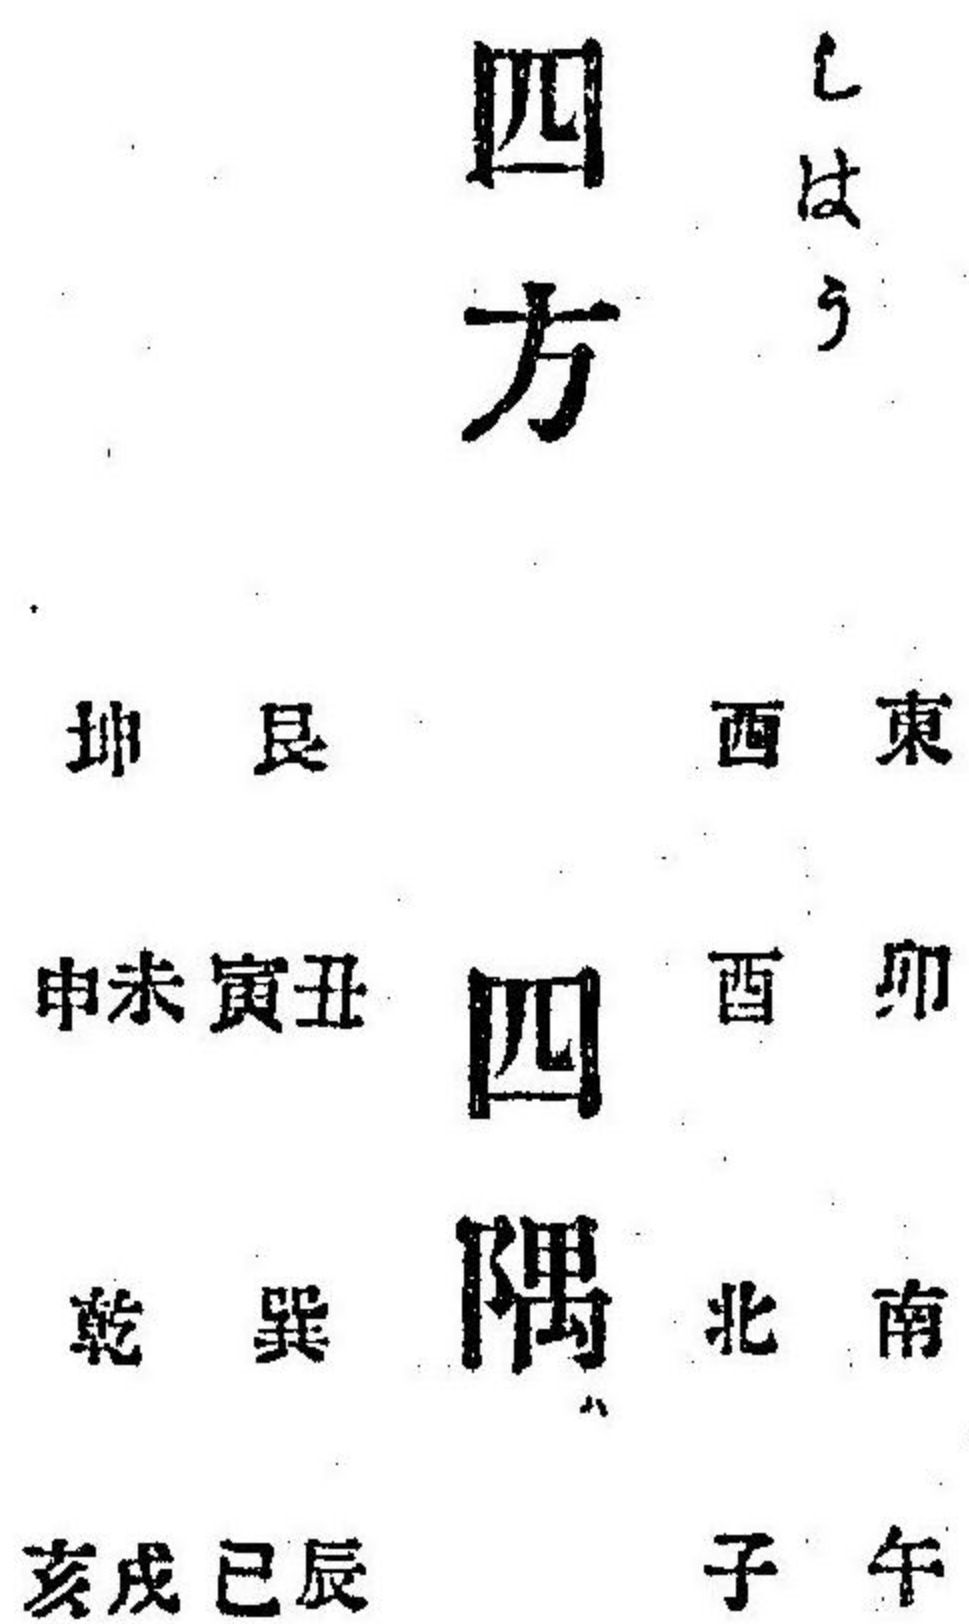 しはう
四方
東 卯 南 午
西 酉 北 子
四隅ハ
艮 丑寅 巽 辰巳
坤 未申 乾 戌亥